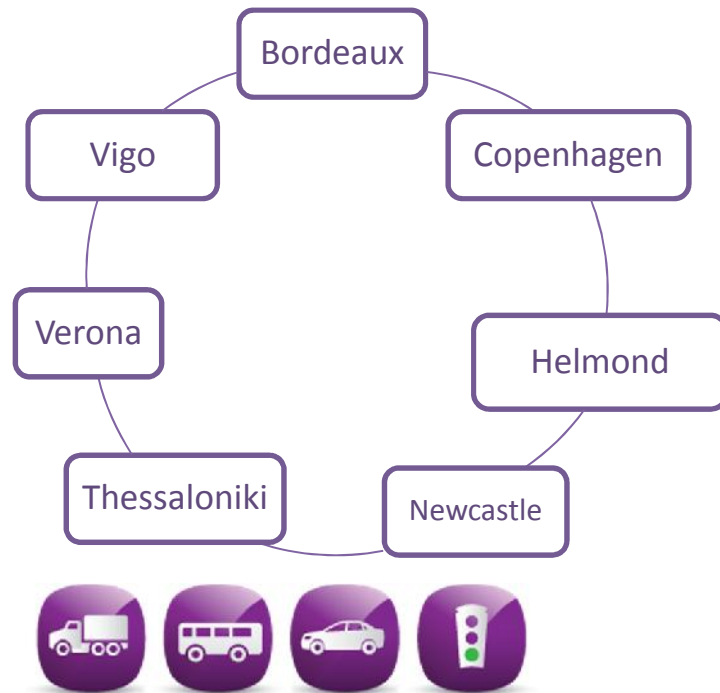 Bordeaux
Vigo
Copenhagen
Verona
Helmond
Thessaloniki
Newcastle